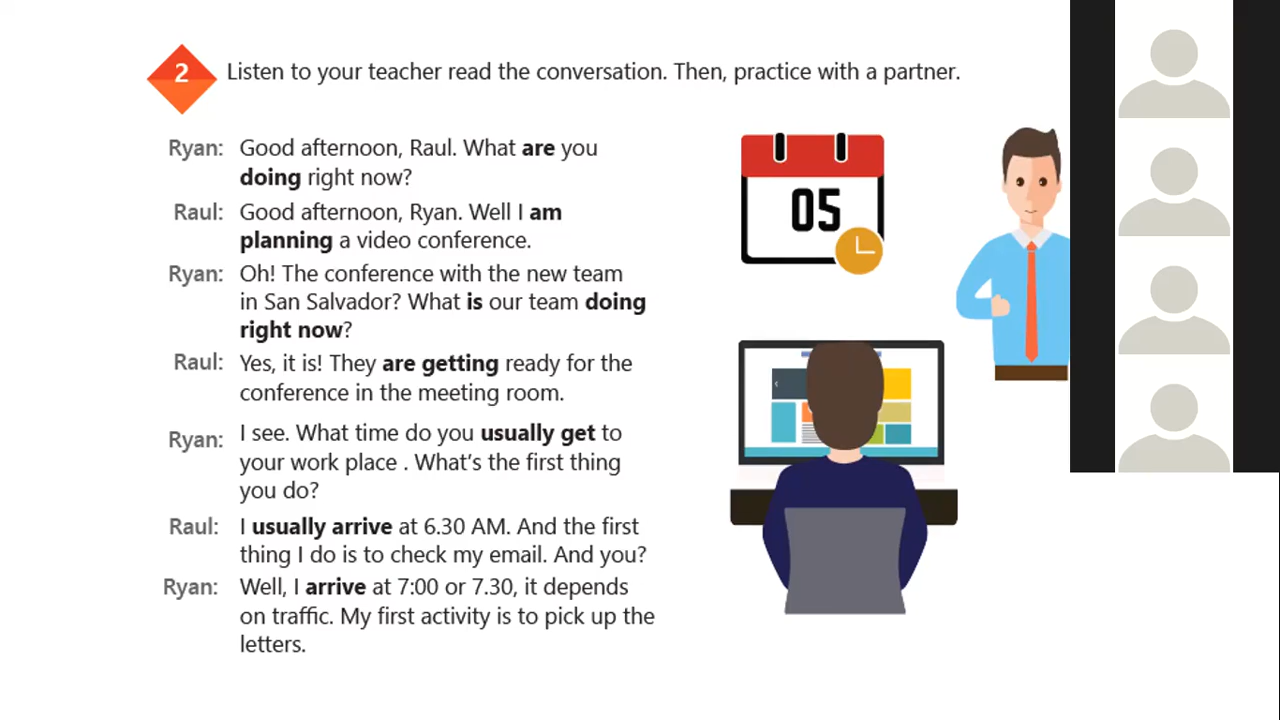 2 Listen to your teacher read the conversation. Then, practice with a partner.
Ryan: Good afternoon, Raul. What are you
doing right now?
Raul: Good afternoon, Ryan. Well I am
planning a video conference.
Ryan: Oh! The conference with the new team
in San Salvador? What is our team doing
right now?
Raul: Yes, it is! They are getting ready for the
conference in the meeting room.
Ryan: I see. What time do you usually get to
your work place . What's the first thing
you do?
Raul: I usually arrive at 6.30 AM. And the first
thing I do is to check my email. And you?
Ryan: Well, I arrive at 7:00 or 7.30, it depends
on traffic. My first activity is to pick up the
letters.
05